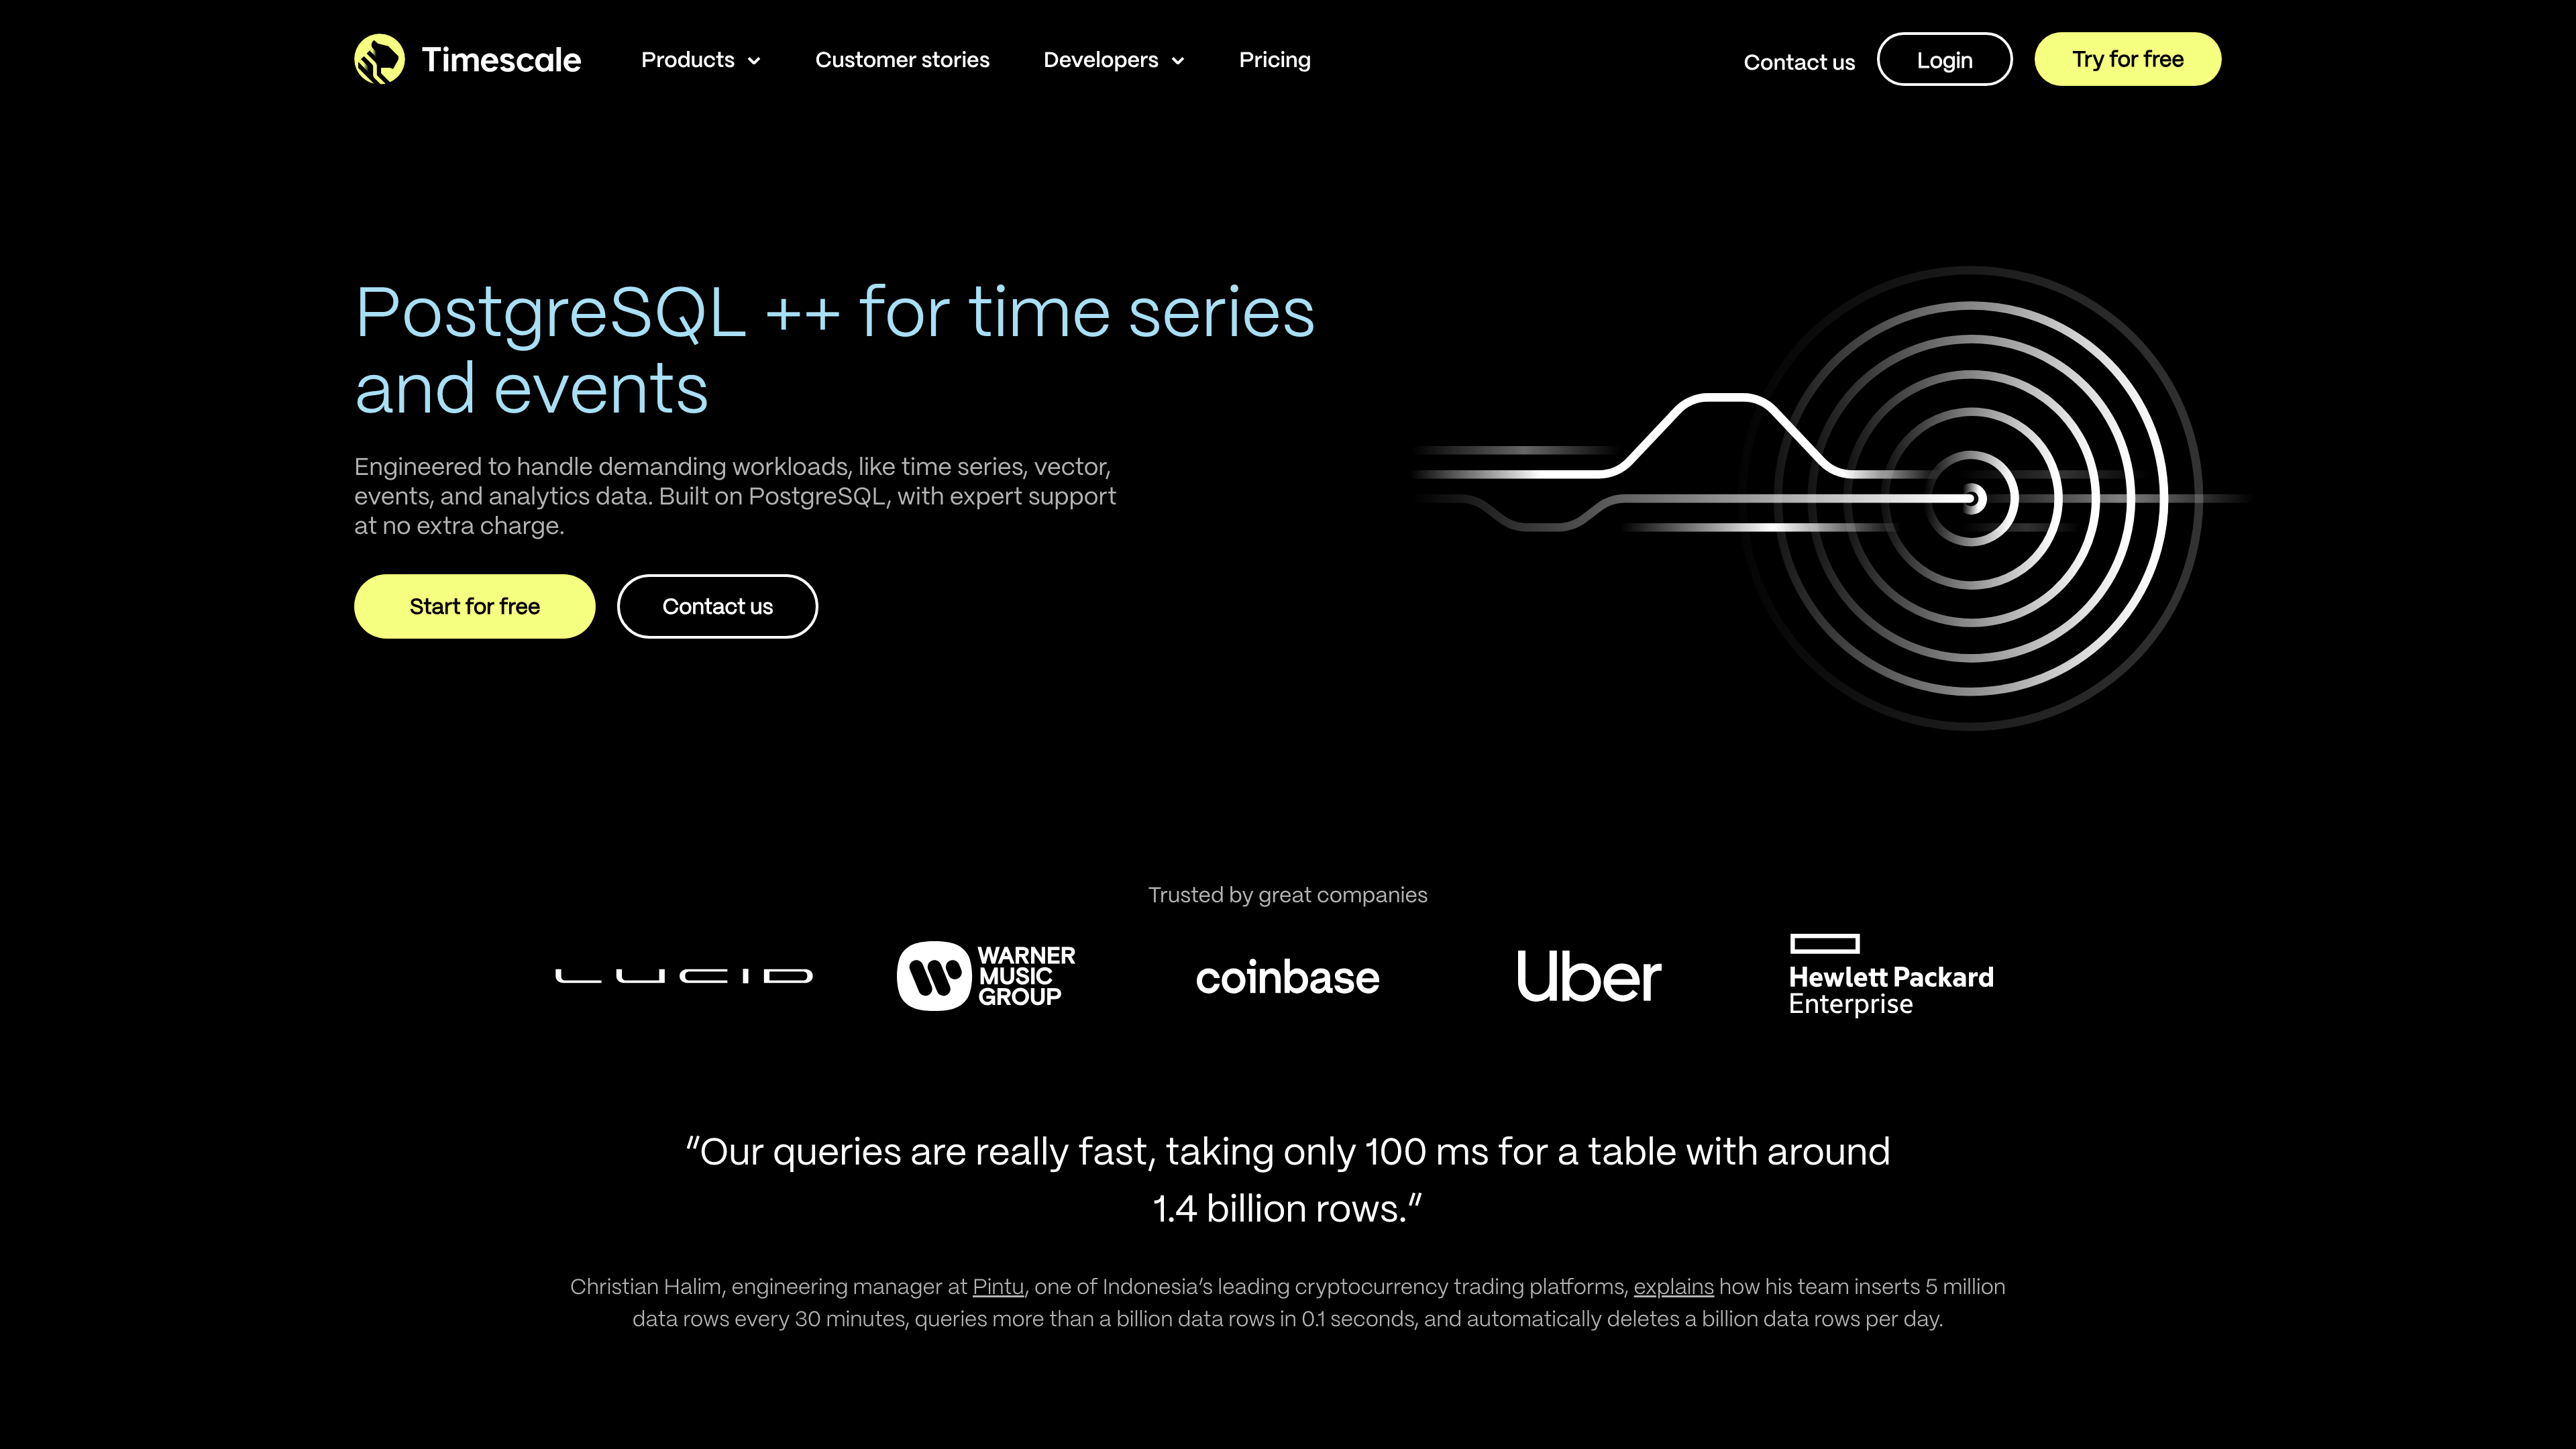 Timescale
Products
Customer stories
Developers
Pricing
Contact us
Login
Try for free
PostgreSQL ++ for time series
and events
Engineered to handle demanding workloads, like time series, vector,
events, and analytics data. Built on PostgreSQL, with expert support
at no extra charge.
Start for free
Contact us
Trusted by great companies
LUCID
WARNER
MUSIC
GROUP
coinbase
Uber
Hewlett Packard
Enterprise
“Our queries are really fast, taking only 100 ms for a table with around
1.4 billion rows.”
Christian Halim, engineering manager at Pintu, one of Indonesia’s leading cryptocurrency trading platforms, explains how his team inserts 5 million
data rows every 30 minutes, queries more than a billion data rows in 0.1 seconds, and automatically deletes a billion data rows per day.